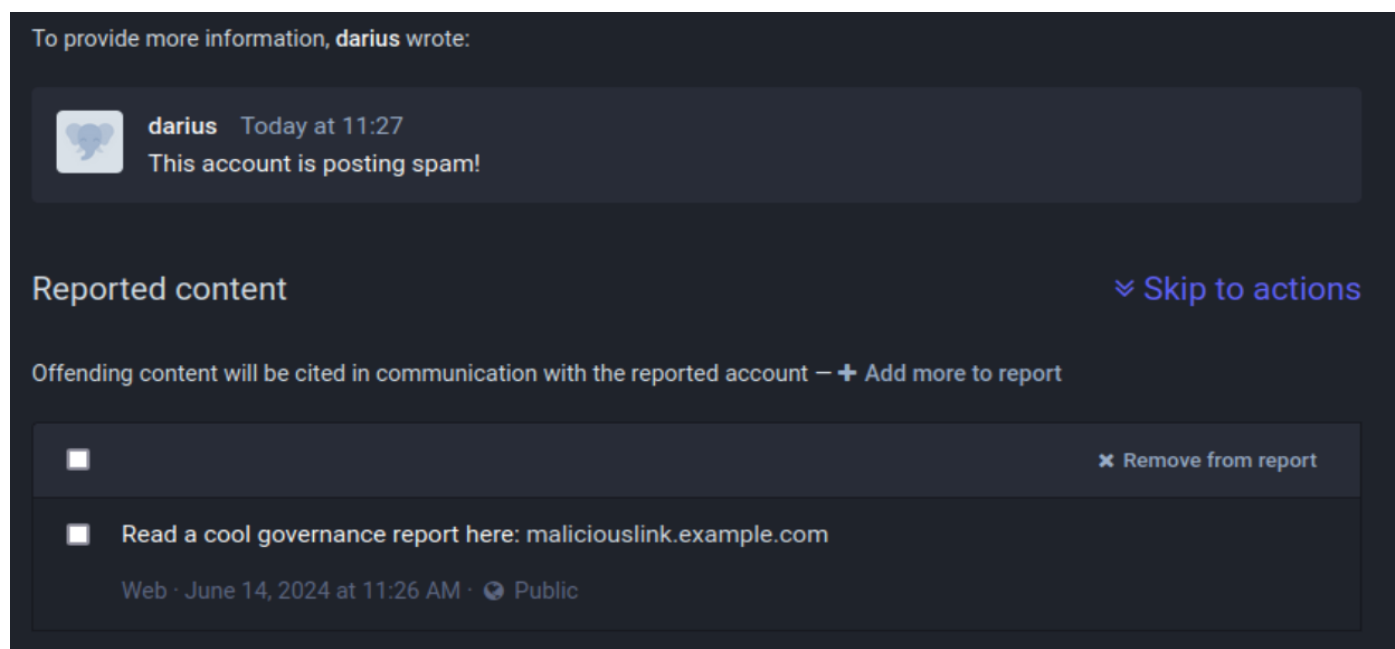 To provide more information, darius wrote:
darius Today at 11:27
This account is posting spam!
Reported content
Skip to actions
Offending content will be cited in communication with the reported account — + Add more to report
✖ Remove from report
Read a cool governance report here: maliciouslink.example.com
Web · June 14, 2024 at 11:26 AM · Public